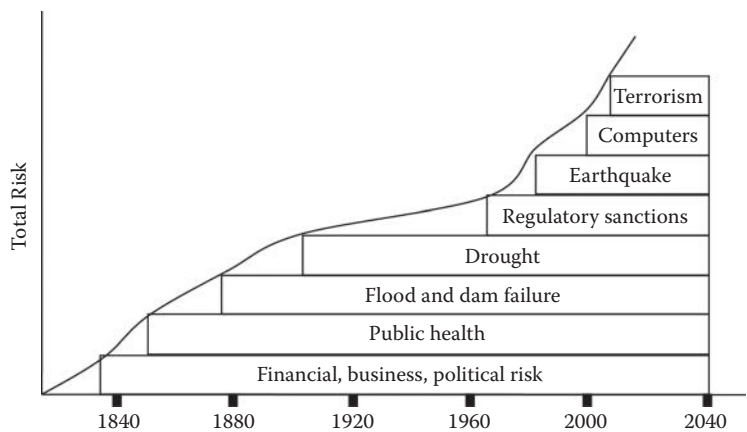 Total Risk
Terrorism
Computers
Earthquake
Regulatory sanctions
Drought
Flood and dam failure
Public health
Financial, business, political risk
1840 1880 1920 1960 2000 2040